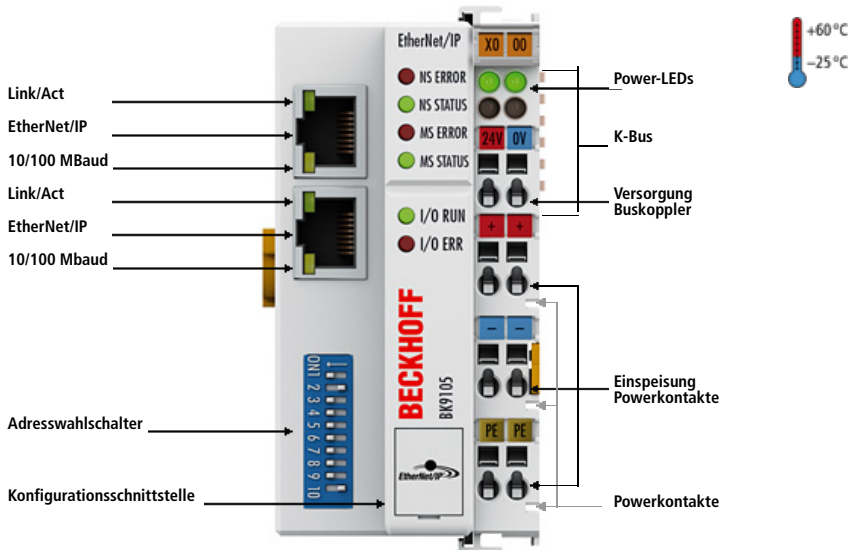 EtherNet/IP
X0 00
+60 °C
−25 °C
NS ERROR
NS STATUS
MS ERROR
MS STATUS
Power-LEDs
Link/Act
EtherNet/IP
10/100 MBaud
24V 0V
K-Bus
Link/Act
EtherNet/IP
10/100 Mbaud
Versorgung
Buskoppler
I/O RUN
I/O ERR
+ +
− −
BECKHOFF
BK9105
ON
1
2
3
4
5
6
7
8
9
10
Einspeisung
Powerkontakte
Adresswahlschalter
PE PE
EtherNet/IP
Konfigurationsschnittstelle
Powerkontakte